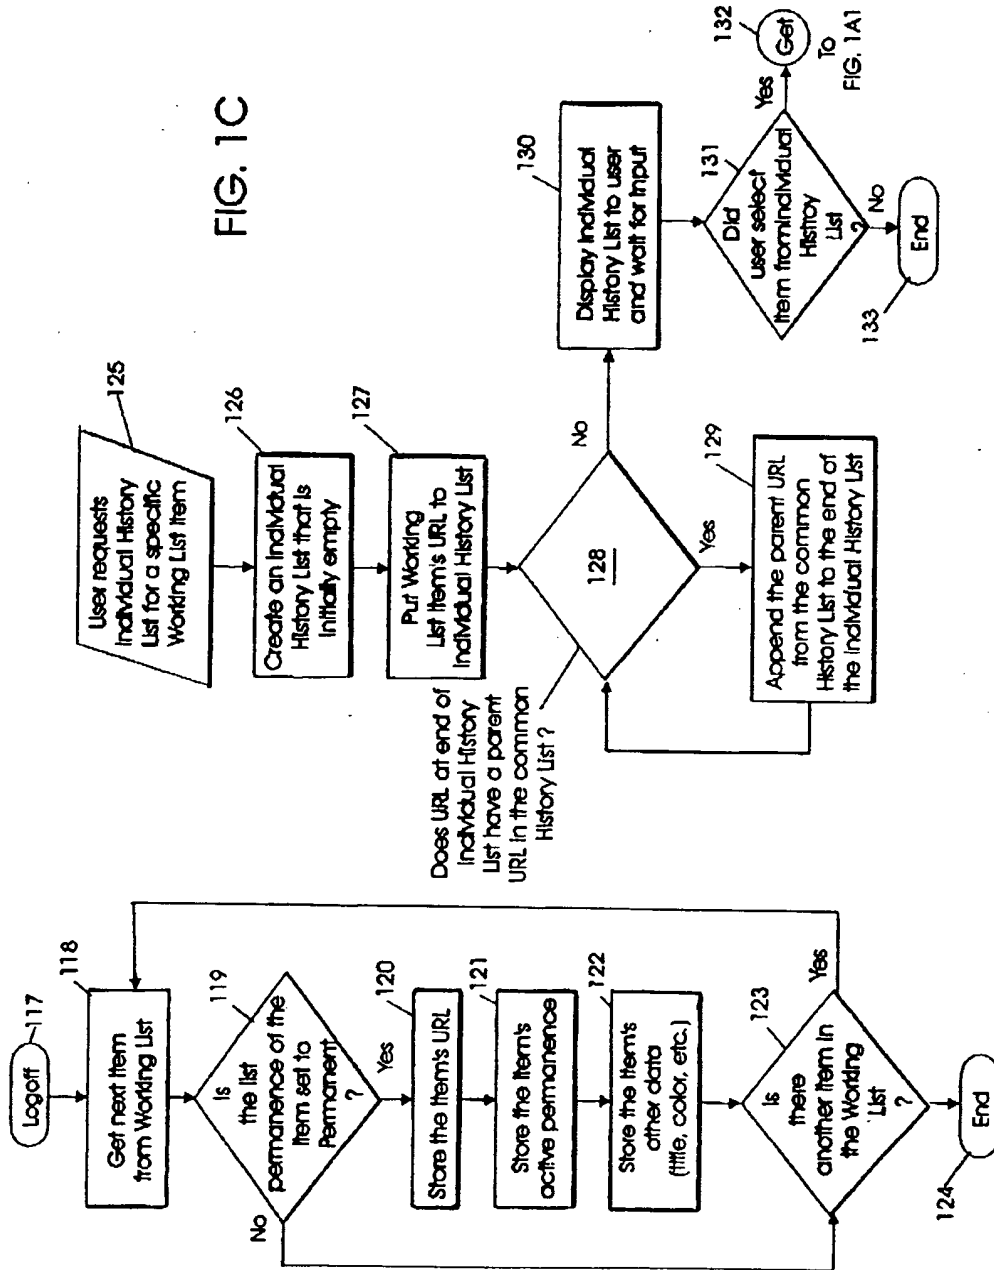 FIG. 1C
Logoff
117
118
Get next item
from Working List
119
Is
the list
permanence of the
item set to
Permanent
?
No
Yes
120
Store the item's URL
121
Store the item's
active permanence
122
Store the item's
other data
(title, color, etc.)
123
Is
there
another item in
the Working
List
?
Yes
End
124
125
User requests
Individual History
List for a specific
Working List item
126
Create an Individual
History List that is
initially empty
127
Put Working
List item's URL to
Individual History List
Does URL at end of
Individual History
List have a parent
URL in the common
History List ?
128
No
Yes
129
Append the parent URL
from the common
History List to the end of
the Individual History List
130
Display Individual
History List to user
and wait for input
131
Did
user select
item fromindividual
Histroy
List
?
Yes
132
Get
To
FIG. 1A1
No
End
133